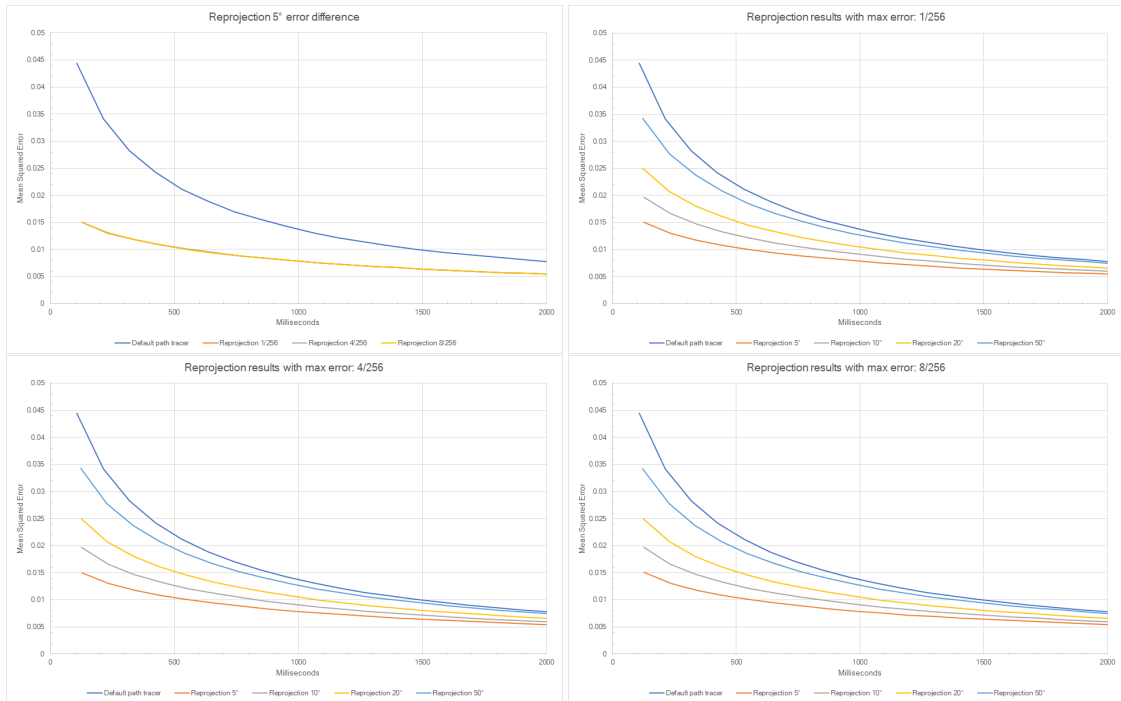 Reprojection 5° error difference
0.05
0.045
0.04
0.035
0.03
0.025
0.02
0.015
0.01
0.005
0
Mean Squared Error
0 500 1000 1500 2000
Milliseconds
Default path tracer Reprojection 1/256 Reprojection 4/256 Reprojection 8/256
Reprojection results with max error: 1/256
0.05
0.045
0.04
0.035
0.03
0.025
0.02
0.015
0.01
0.005
0
Mean Squared Error
0 500 1000 1500 2000
Milliseconds
Default path tracer Reprojection 5° Reprojection 10° Reprojection 20° Reprojection 50°
Reprojection results with max error: 4/256
0.05
0.045
0.04
0.035
0.03
0.025
0.02
0.015
0.01
0.005
0
Mean Squared Error
0 500 1000 1500 2000
Milliseconds
Default path tracer Reprojection 5° Reprojection 10° Reprojection 20° Reprojection 50°
Reprojection results with max error: 8/256
0.05
0.045
0.04
0.035
0.03
0.025
0.02
0.015
0.01
0.005
0
Mean Squared Error
0 500 1000 1500 2000
Milliseconds
Default path tracer Reprojection 5° Reprojection 10° Reprojection 20° Reprojection 50°